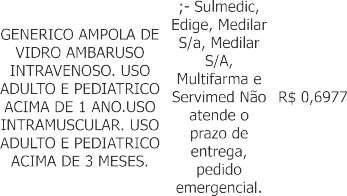 GENERICO AMPOLA DE
VIDRO AMBARUSO
INTRAVENOSO. USO
ADULTO E PEDIATRICO
ACIMA DE 1 ANO.USO
INTRAMUSCULAR. USO
ADULTO E PEDIATRICO
ACIMA DE 3 MESES.
;- Sulmedic,
Edige, Medilar
S/a, Medilar
S/A,
Multifarma e
Servimed Não
atende o
prazo de
entrega,
pedido
emergencial.
R$ 0,6977